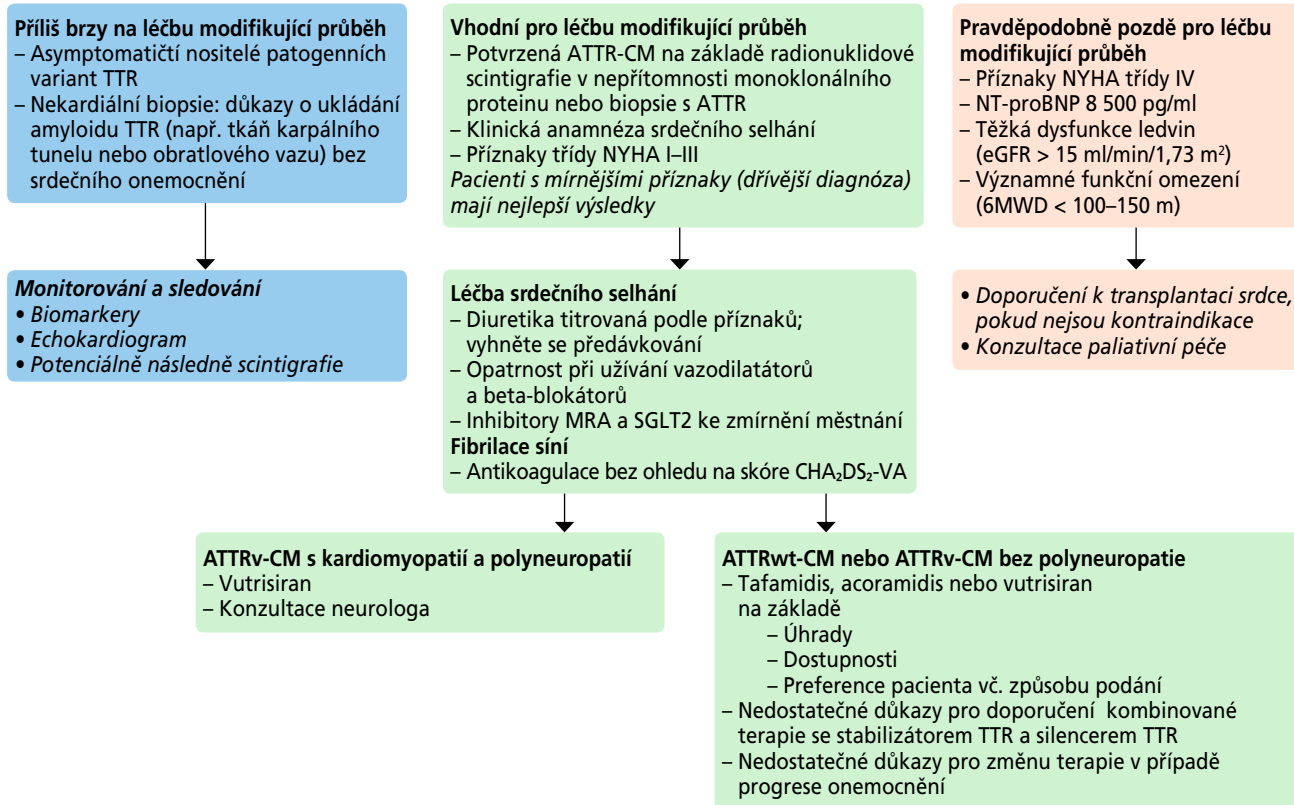 Příliš brzy na léčbu modifikující průběh
– Asymptomatičtí nositelé patogenních
variant TTR
– Nekardiální biopsie: důkazy o ukládání
amyloidu TTR (např. tkáň karpálního
tunelu nebo obratlového vazu) bez
srdečního onemocnění
Vhodní pro léčbu modifikující průběh
– Potvrzená ATTR-CM na základě radionuklidové
scintigrafie v nepřítomnosti monoklonálního
proteinu nebo biopsie s ATTR
– Klinická anamnéza srdečního selhání
– Příznaky třídy NYHA I–III
Pacienti s mírnějšími příznaky (dřívější diagnóza)
mají nejlepší výsledky
Pravděpodobně pozdě pro léčbu
modifikující průběh
– Příznaky NYHA třídy IV
– NT-proBNP 8 500 pg/ml
– Těžká dysfunkce ledvin
(eGFR > 15 ml/min/1,73 m²)
– Významné funkční omezení
(6MWD < 100–150 m)
Monitorování a sledování
• Biomarkery
• Echokardiogram
• Potenciálně následně scintigrafie
Léčba srdečního selhání
– Diuretika titrovaná podle příznaků;
vyhněte se předávkování
– Opatrnost při užívání vazodilatátorů
a beta-blokátorů
– Inhibitory MRA a SGLT2 ke zmírnění městnání
Fibrilace síní
– Antikoagulace bez ohledu na skóre CHA₂DS₂-VA
• Doporučení k transplantaci srdce,
pokud nejsou kontraindikace
• Konzultace paliativní péče
ATTRv-CM s kardiomyopatií a polyneuropatií
– Vutrisiran
– Konzultace neurologa
ATTRwt-CM nebo ATTRv-CM bez polyneuropatie
– Tafamidis, acoramidis nebo vutrisiran
na základě
– Úhrady
– Dostupnosti
– Preference pacienta vč. způsobu podání
– Nedostatečné důkazy pro doporučení kombinované
terapie se stabilizátorem TTR a silencerem TTR
– Nedostatečné důkazy pro změnu terapie v případě
progrese onemocnění